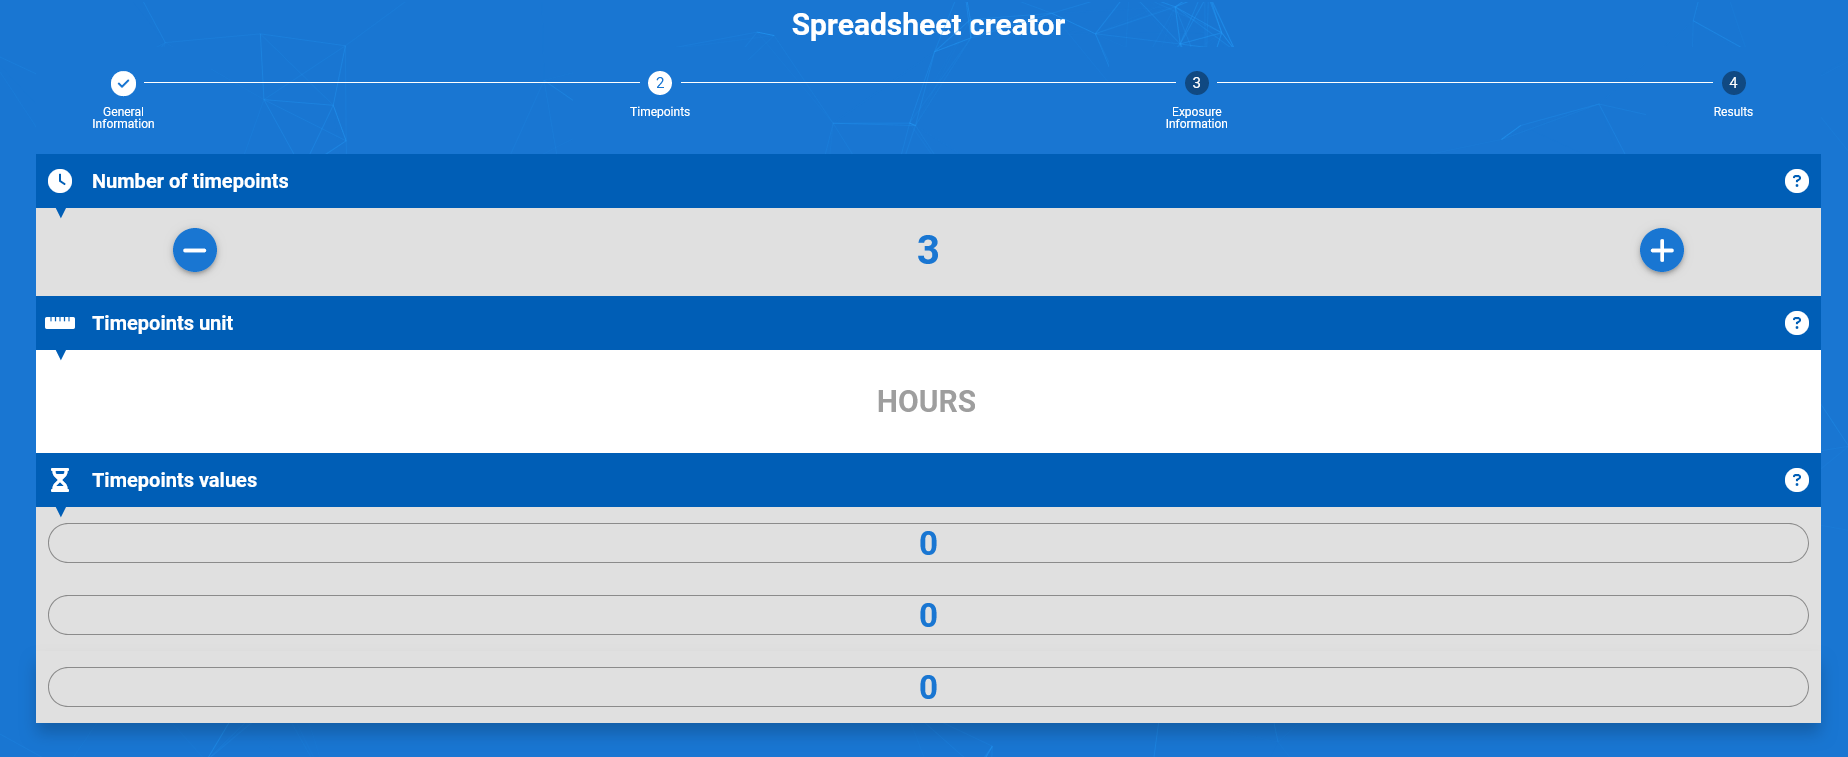 Spreadsheet creator
2
3
4
General
Information
Timepoints
Exposure
Information
Results
Number of timepoints
?
3
Timepoints unit
?
HOURS
Timepoints values
?
0
0
0